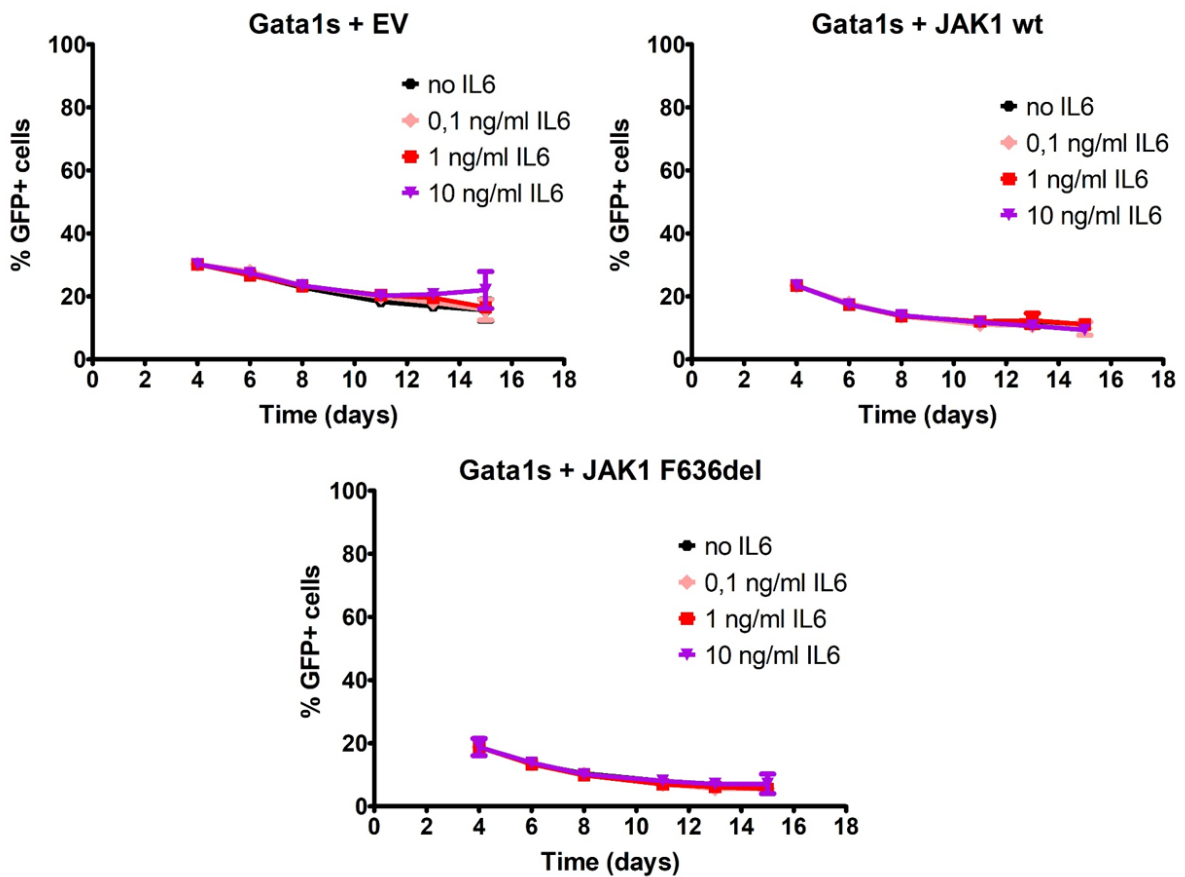 Gata1s + EV
100
80
60
40
20
0
% GFP+ cells
no IL6
0,1 ng/ml IL6
1 ng/ml IL6
10 ng/ml IL6
0 2 4 6 8 10 12 14 16 18
Time (days)
Gata1s + JAK1 wt
100
80
60
40
20
0
% GFP+ cells
no IL6
0,1 ng/ml IL6
1 ng/ml IL6
10 ng/ml IL6
0 2 4 6 8 10 12 14 16 18
Time (days)
Gata1s + JAK1 F636del
100
80
60
40
20
0
% GFP+ cells
no IL6
0,1 ng/ml IL6
1 ng/ml IL6
10 ng/ml IL6
0 2 4 6 8 10 12 14 16 18
Time (days)